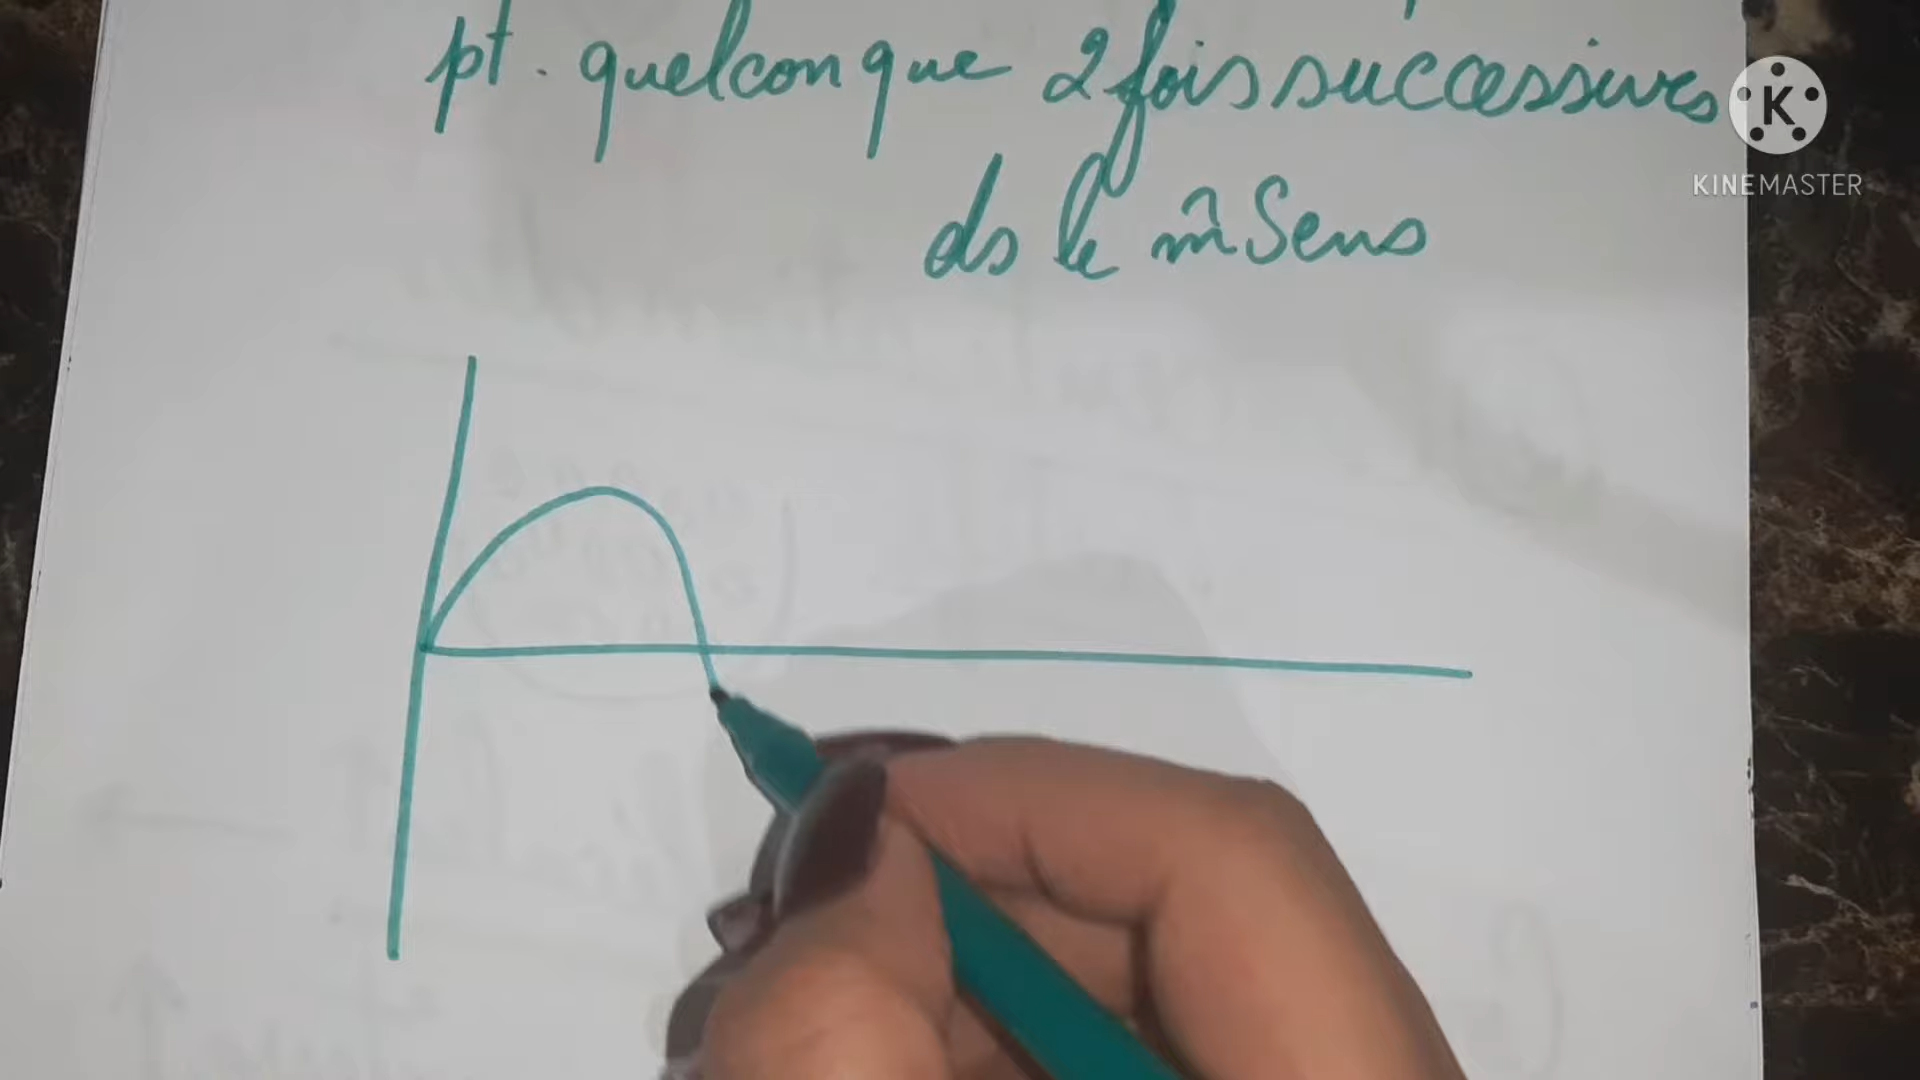 pt. quelconque 2 fois successives
ds le m̂ Sens
K
KINEMASTER